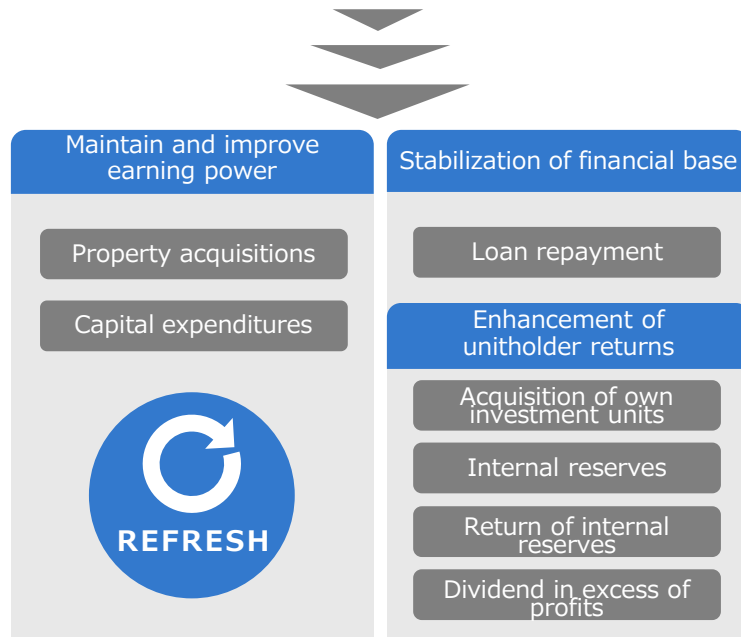 Maintain and improve
earning power
Property acquisitions
Capital expenditures
REFRESH
Stabilization of financial base
Loan repayment
Enhancement of
unitholder returns
Acquisition of own
investment units
Internal reserves
Return of internal
reserves
Dividend in excess of
profits